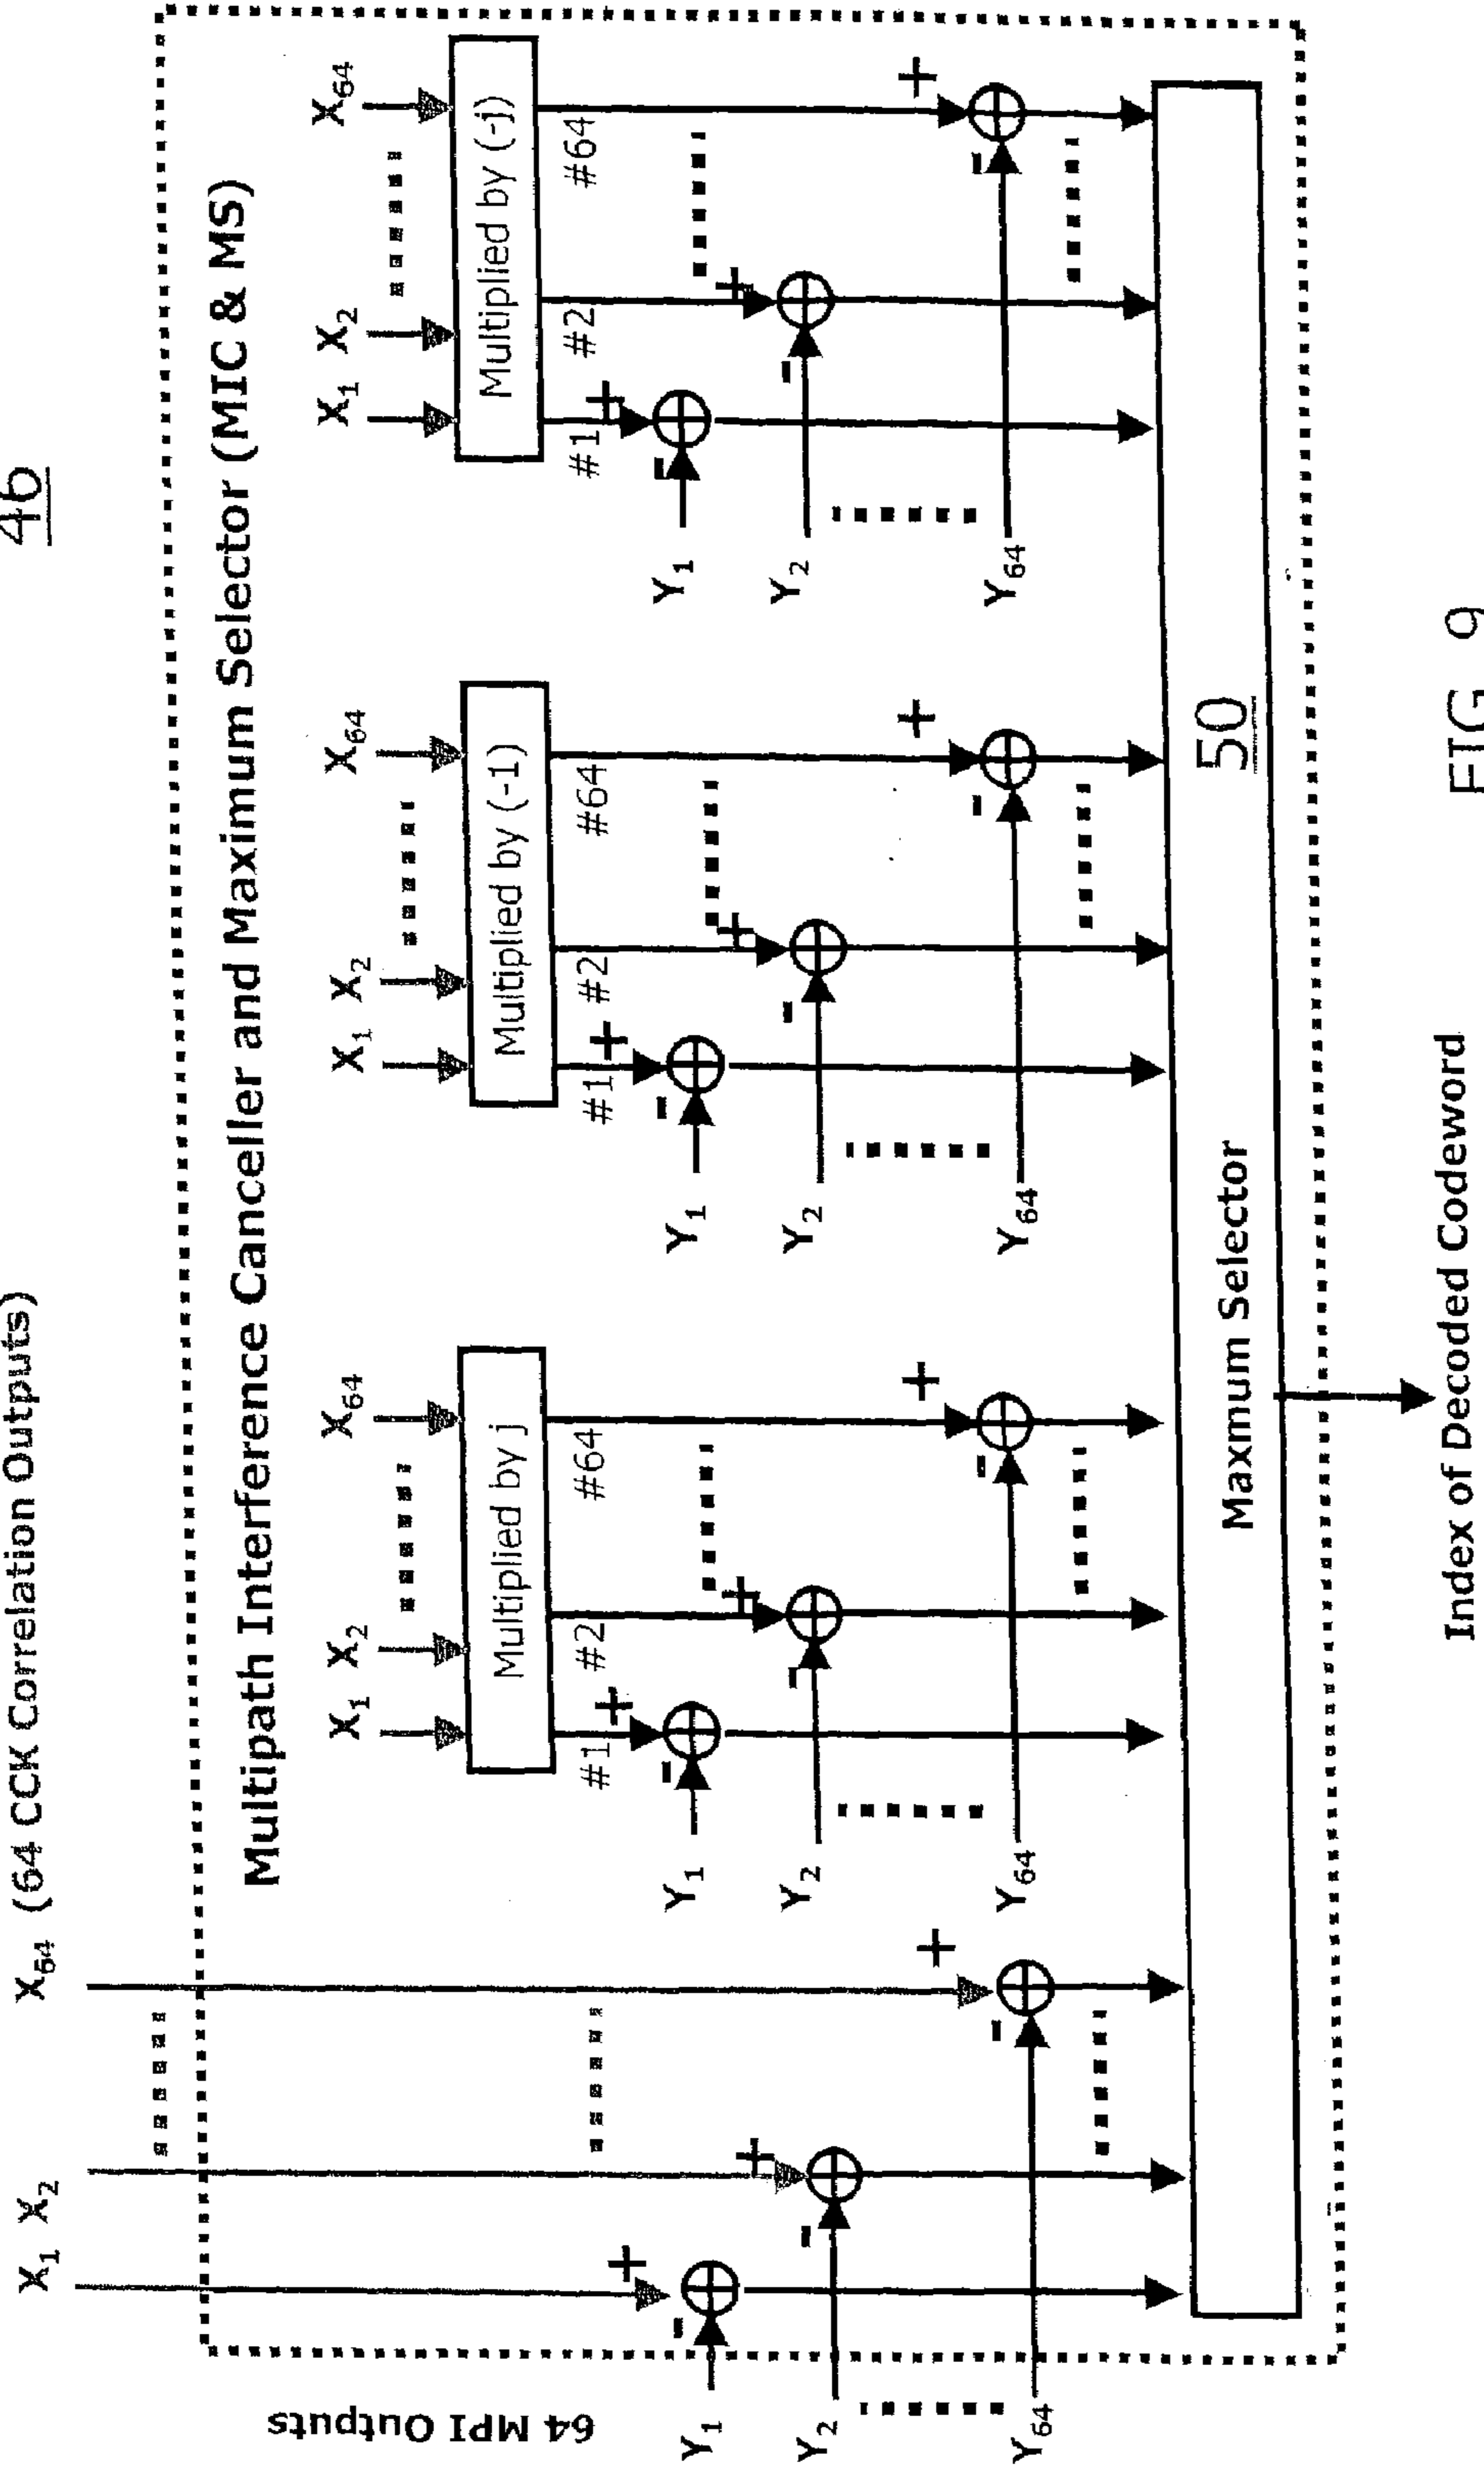 46
X1 X2 X64 (64 CCK Correlation Outputs)
Multipath Interference Canceller and Maximum Selector (MIC & MS)
X1 X2 X64
X1 X2 X64
X1 X2 X64
Multiplied by j
Multiplied by (-1)
Multiplied by (-j)
#1 #2 #64
#1 #2 #64
#1 #2 #64
+ + +
+ + +
+ + +
+ + +
- - -
- - -
- - -
- - -
64 MPI Outputs
Y1
Y2
Y64
Y1
Y2
Y64
Y1
Y2
Y64
Y1
Y2
Y64
Maxmum Selector
50
Index of Decoded Codeword
FIG 9